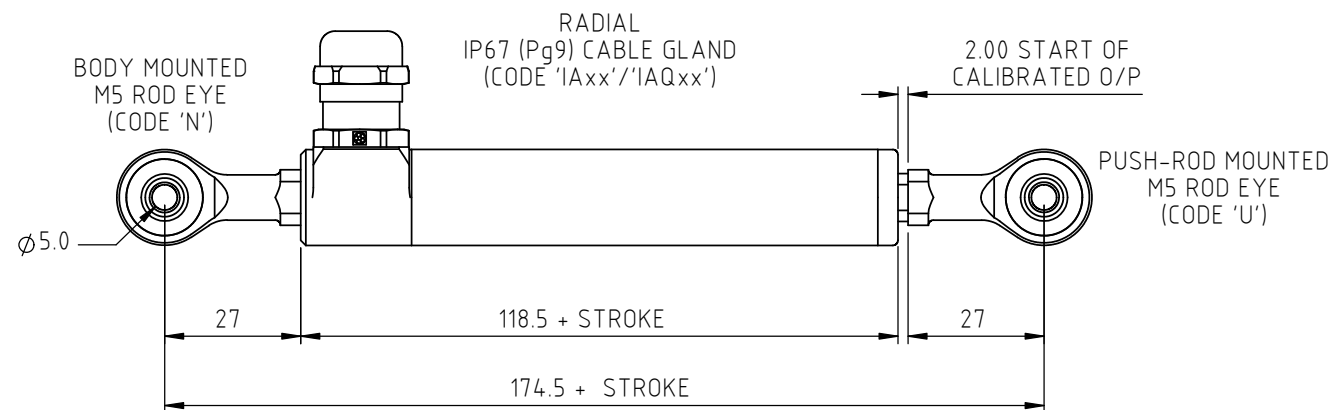 RADIAL
IP67 (Pg9) CABLE GLAND
(CODE 'IAxx'/'IAQxx')
2.00 START OF
CALIBRATED O/P
BODY MOUNTED
M5 ROD EYE
(CODE 'N')
PUSH-ROD MOUNTED
M5 ROD EYE
(CODE 'U')
Ø5.0
27
118.5 + STROKE
27
174.5 + STROKE